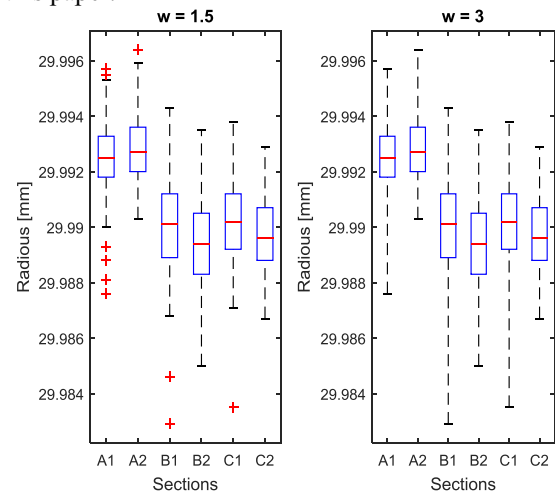 w = 1.5
w = 3
29.996
29.994
29.992
29.99
29.988
29.986
29.984
Radious [mm]
A1 A2 B1 B2 C1 C2
Sections
29.996
29.994
29.992
29.99
29.988
29.986
29.984
Radious [mm]
A1 A2 B1 B2 C1 C2
Sections